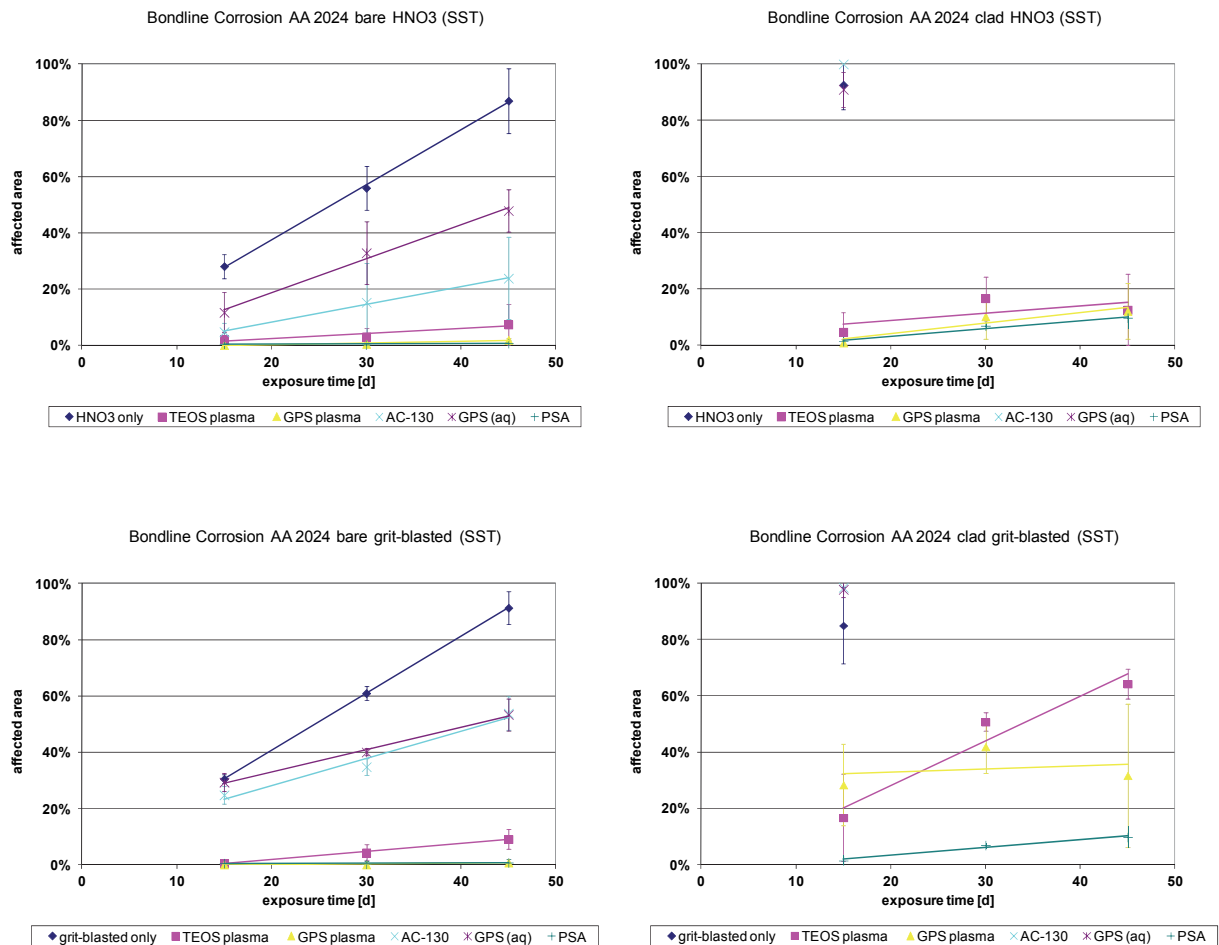 Bondline Corrosion AA 2024 bare HNO3 (SST)
100%
80%
60%
40%
20%
0%
affected area
0 10 20 30 40 50
exposure time [d]
HNO3 only TEOS plasma GPS plasma AC-130 GPS (aq) PSA
Bondline Corrosion AA 2024 clad HNO3 (SST)
100%
80%
60%
40%
20%
0%
affected area
0 10 20 30 40 50
exposure time [d]
HNO3 only TEOS plasma GPS plasma AC-130 GPS (aq) PSA
Bondline Corrosion AA 2024 bare grit-blasted (SST)
100%
80%
60%
40%
20%
0%
affected area
0 10 20 30 40 50
exposure time [d]
grit-blasted only TEOS plasma GPS plasma AC-130 GPS (aq) PSA
Bondline Corrosion AA 2024 clad grit-blasted (SST)
100%
80%
60%
40%
20%
0%
affected area
0 10 20 30 40 50
exposure time [d]
grit-blasted only TEOS plasma GPS plasma AC-130 GPS (aq) PSA